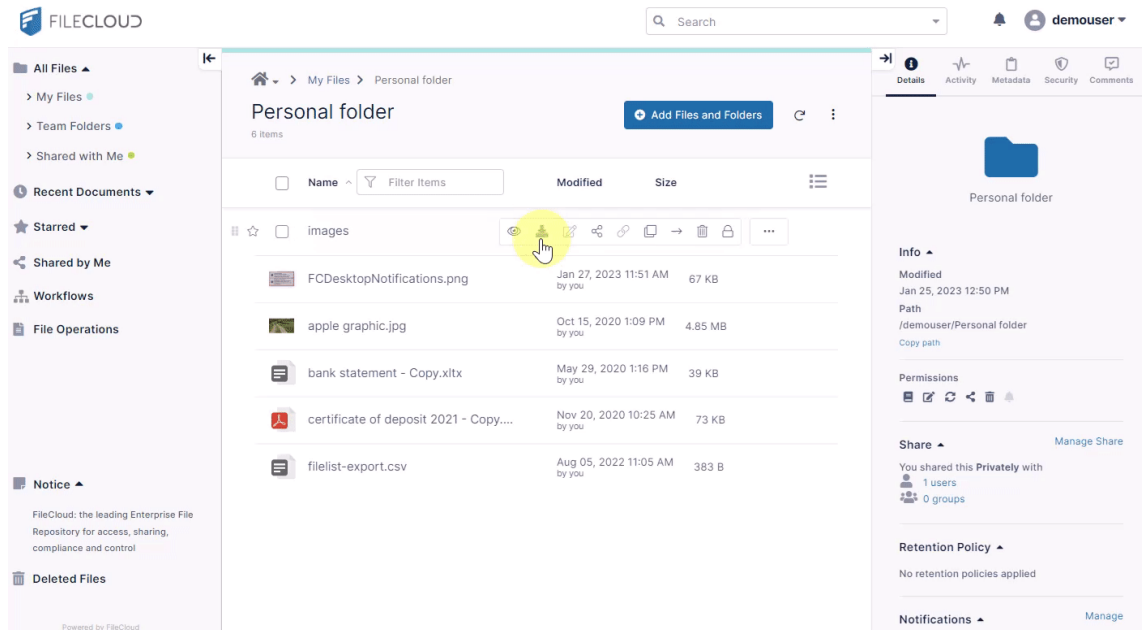 FILECLOUD
Search
demouser
All Files
My Files
Team Folders
Shared with Me
Recent Documents
Starred
Shared by Me
Workflows
File Operations
Notice
FileCloud: the leading Enterprise File
Repository for access, sharing,
compliance and control
Deleted Files
Powered by FileCloud
My Files > Personal folder
Personal folder
6 items
Add Files and Folders
Name Filter Items Modified Size
images
FCDesktopNotifications.png Jan 27, 2023 11:51 AM 67 KB
by you
apple graphic.jpg Oct 15, 2020 1:09 PM 4.85 MB
by you
bank statement - Copy.xltx May 29, 2020 1:16 PM 39 KB
by you
certificate of deposit 2021 - Copy.... Nov 20, 2020 10:25 AM 73 KB
by you
filelist-export.csv Aug 05, 2022 11:05 AM 383 B
by you
Details Activity Metadata Security Comments
Personal folder
Info
Modified
Jan 25, 2023 12:50 PM
Path
/demouser/Personal folder
Copy path
Permissions
Share Manage Share
You shared this Privately with
1 users
0 groups
Retention Policy
No retention policies applied
Notifications Manage